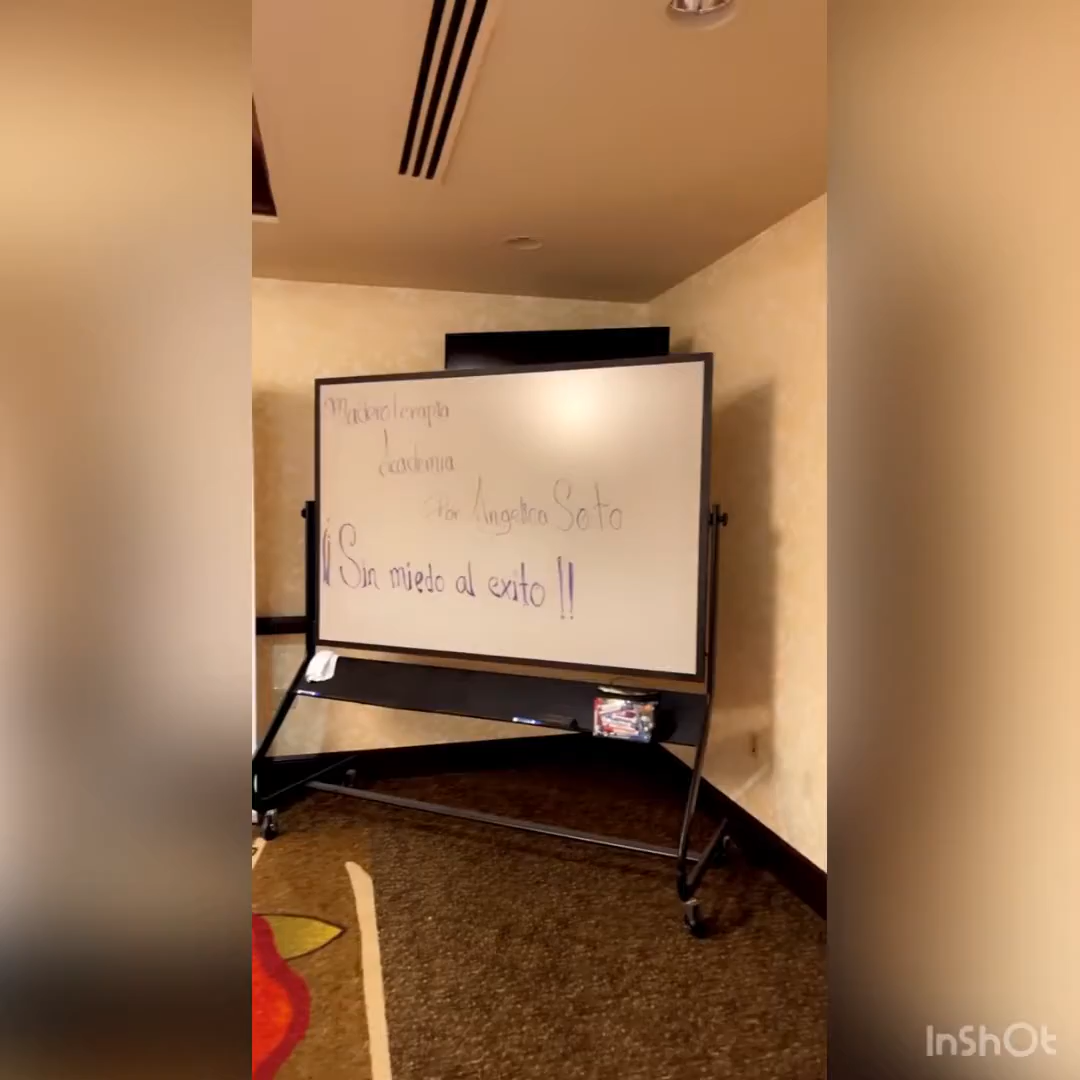 Maderoterapia
Academia
Por Angelica Soto
¡¡Sin miedo al exito!!
InShOt